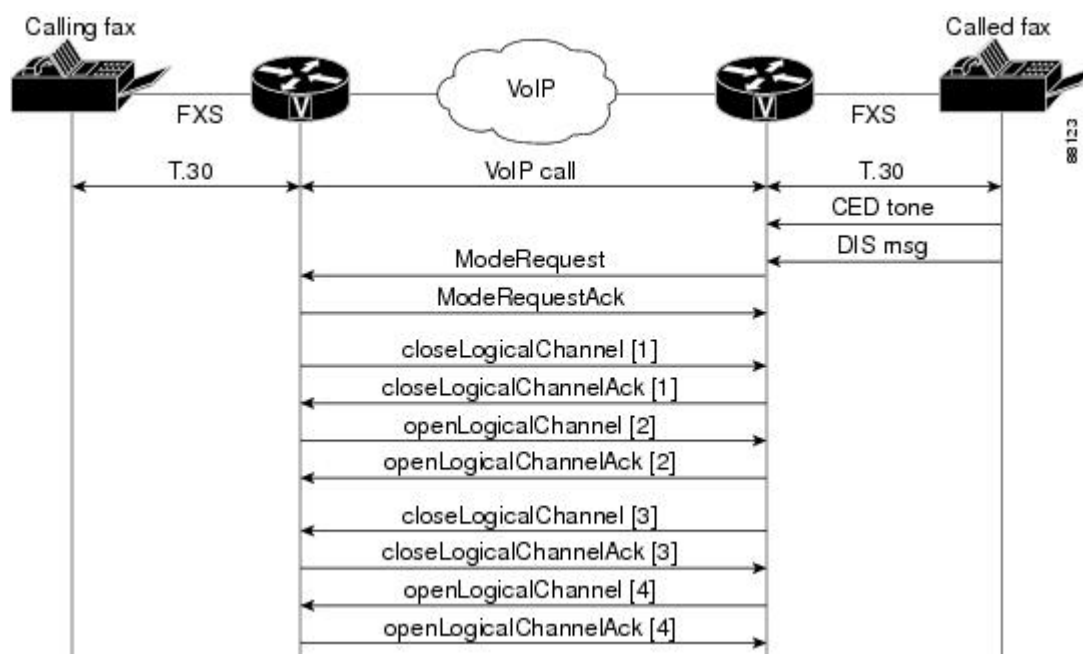 Calling fax
Called fax
VoIP
V
V
FXS
FXS
88123
T.30
VoIP call
T.30
CED tone
DIS msg
ModeRequest
ModeRequestAck
closeLogicalChannel [1]
closeLogicalChannelAck [1]
openLogicalChannel [2]
openLogicalChannelAck [2]
closeLogicalChannel [3]
closeLogicalChannelAck [3]
openLogicalChannel [4]
openLogicalChannelAck [4]